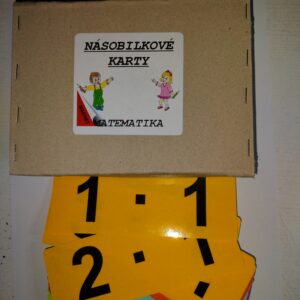 NÁSOBILKOVÉ
KARTY
MATEMATIKA
1 · 1
2 ·